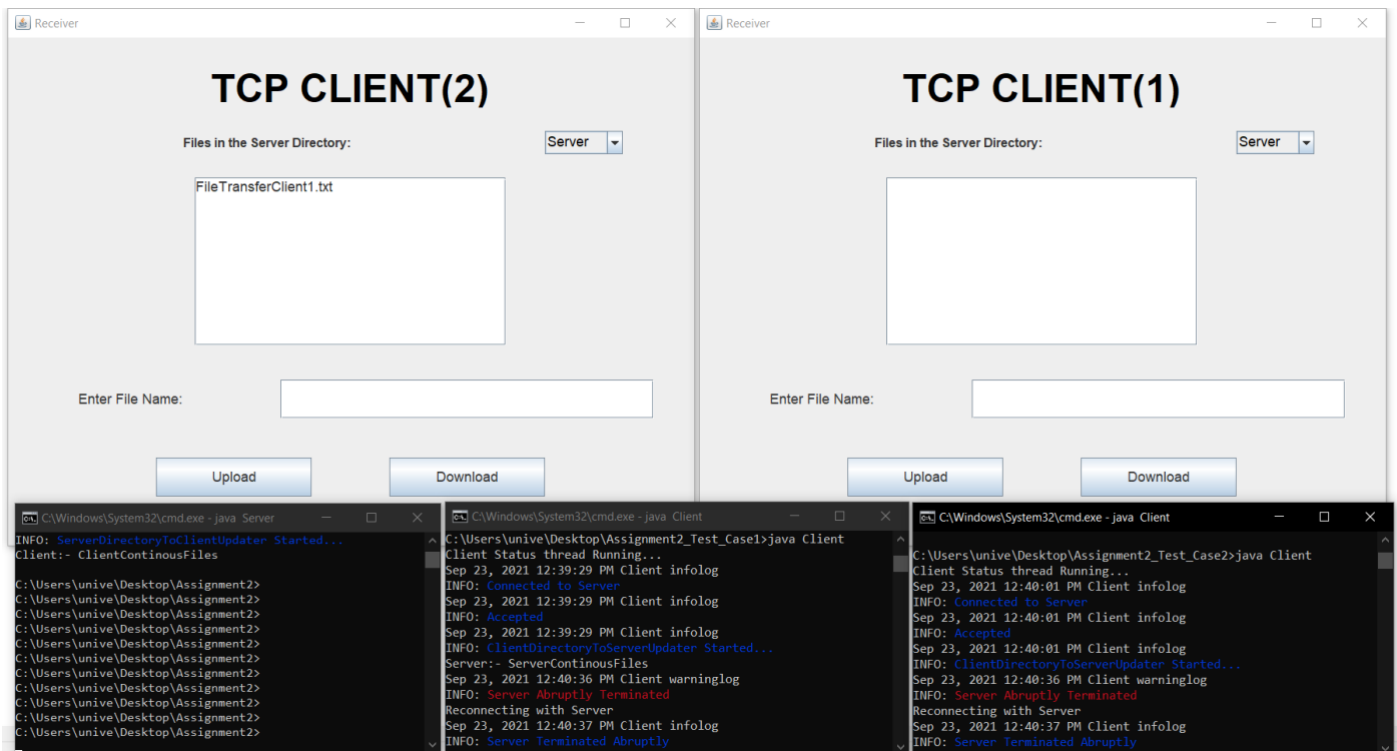 Receiver
TCP CLIENT(2)
Files in the Server Directory:
Server
FileTransferClient1.txt
Enter File Name:
Upload
Download
Receiver
TCP CLIENT(1)
Files in the Server Directory:
Server
Enter File Name:
Upload
Download
C:\Windows\System32\cmd.exe - java Server
INFO: ServerDirectoryToClientUpdater Started...
Client:- ClientContinousFiles
C:\Users\unive\Desktop\Assignment2>
C:\Users\unive\Desktop\Assignment2>
C:\Users\unive\Desktop\Assignment2>
C:\Users\unive\Desktop\Assignment2>
C:\Users\unive\Desktop\Assignment2>
C:\Users\unive\Desktop\Assignment2>
C:\Users\unive\Desktop\Assignment2>
C:\Users\unive\Desktop\Assignment2>
C:\Users\unive\Desktop\Assignment2>
C:\Users\unive\Desktop\Assignment2>
C:\Users\unive\Desktop\Assignment2>
C:\Windows\System32\cmd.exe - java Client
C:\Users\unive\Desktop\Assignment2_Test_Case1>java Client
Client Status thread Running...
Sep 23, 2021 12:39:29 PM Client infolog
INFO: Connected to Server
Sep 23, 2021 12:39:29 PM Client infolog
INFO: Accepted
Sep 23, 2021 12:39:29 PM Client infolog
INFO: ClientDirectoryToServerUpdater Started...
Server:- ServerContinousFiles
Sep 23, 2021 12:40:36 PM Client warninglog
INFO: Server Abruptly Terminated
Reconnecting with Server
Sep 23, 2021 12:40:37 PM Client infolog
INFO: Server Terminated Abruptly
C:\Windows\System32\cmd.exe - java Client
C:\Users\unive\Desktop\Assignment2_Test_Case2>java Client
Client Status thread Running...
Sep 23, 2021 12:40:01 PM Client infolog
INFO: Connected to Server
Sep 23, 2021 12:40:01 PM Client infolog
INFO: Accepted
Sep 23, 2021 12:40:01 PM Client infolog
INFO: ClientDirectoryToServerUpdater Started...
Sep 23, 2021 12:40:36 PM Client warninglog
INFO: Server Abruptly Terminated
Reconnecting with Server
Sep 23, 2021 12:40:37 PM Client infolog
INFO: Server Terminated Abruptly